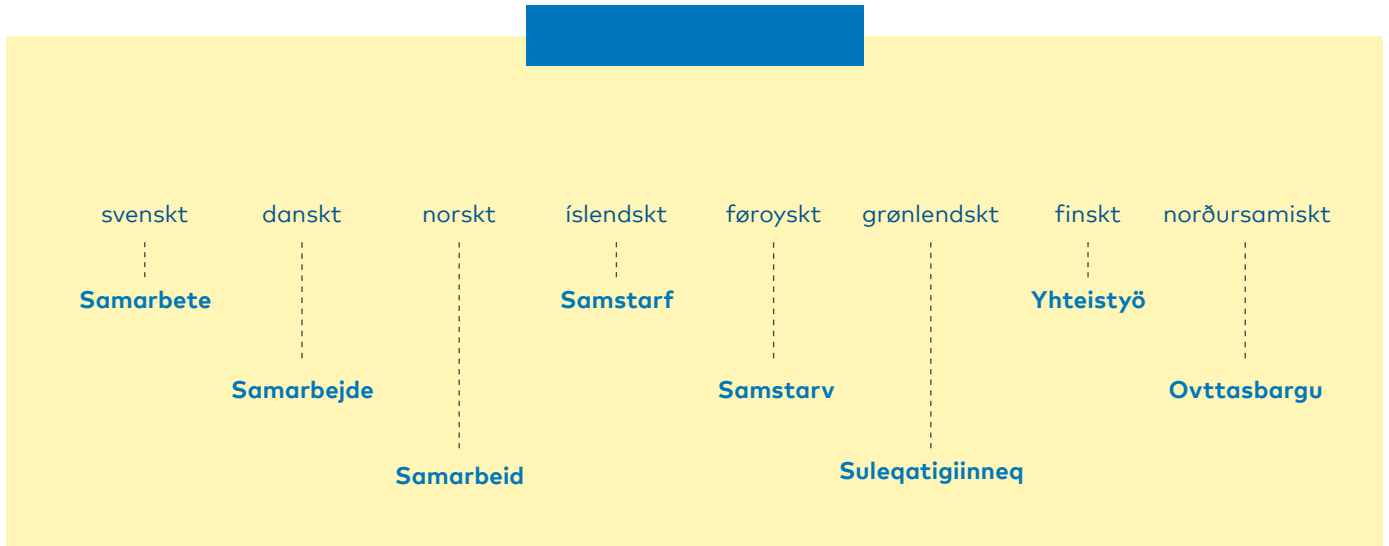 svenskt danskt norskt íslendskt føroyskt grønlendskt finskt norðursamiskt
Samarbete Samstarf Yhteistyö
Samarbejde Samstarv Ovttasbargu
Samarbeid Suleqatigiinneq